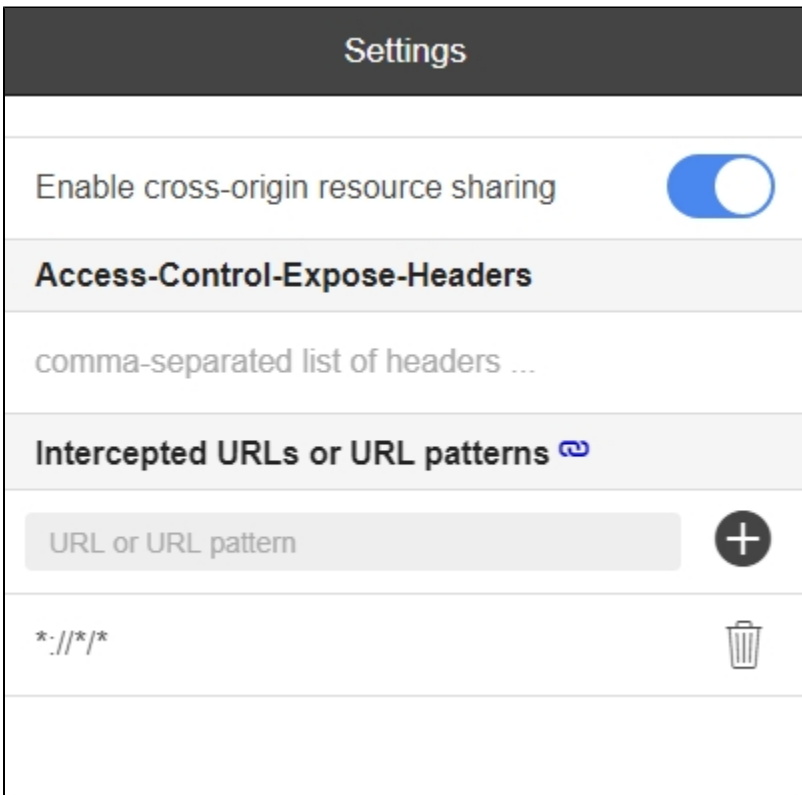 Settings
Enable cross-origin resource sharing
Access-Control-Expose-Headers
comma-separated list of headers ...
Intercepted URLs or URL patterns
URL or URL pattern
*://*/*